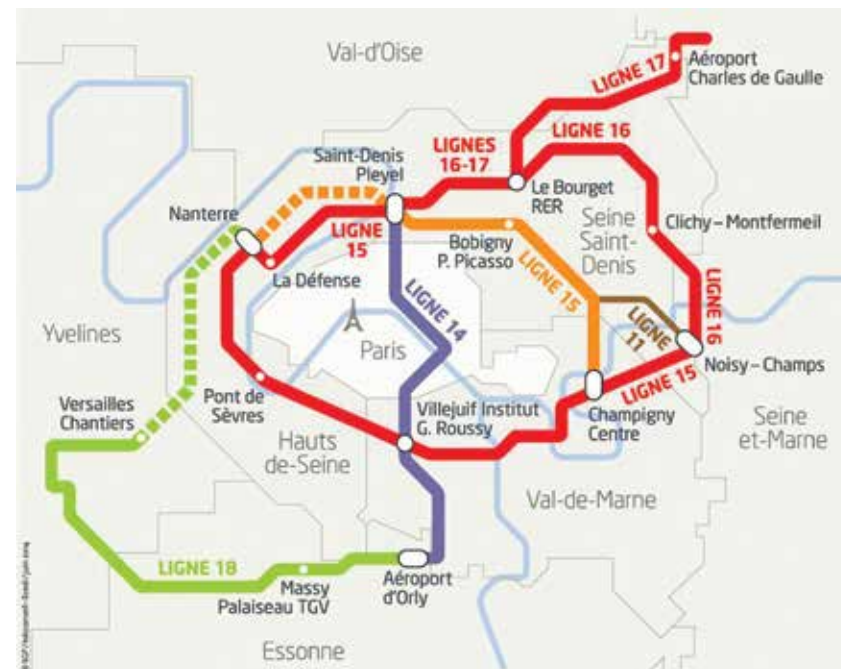 Val-d'Oise
LIGNE 17
Aéroport
Charles de Gaulle
LIGNE 16
LIGNES
16-17
Saint-Denis
Pleyel
Le Bourget
RER
Nanterre
LIGNE
15
Bobigny
P. Picasso
Seine
Saint-
Denis
Clichy – Montfermeil
La Défense
LIGNE 15
LIGNE 14
LIGNE
11
LIGNE 16
Yvelines
Paris
Noisy – Champs
LIGNE 15
Pont de
Sèvres
Versailles
Chantiers
Villejuif Institut
G. Roussy
Champigny
Centre
Seine
et-Marne
Hauts
de-Seine
Val-de-Marne
LIGNE 18
Massy
Palaiseau TGV
Aéroport
d'Orly
Essonne